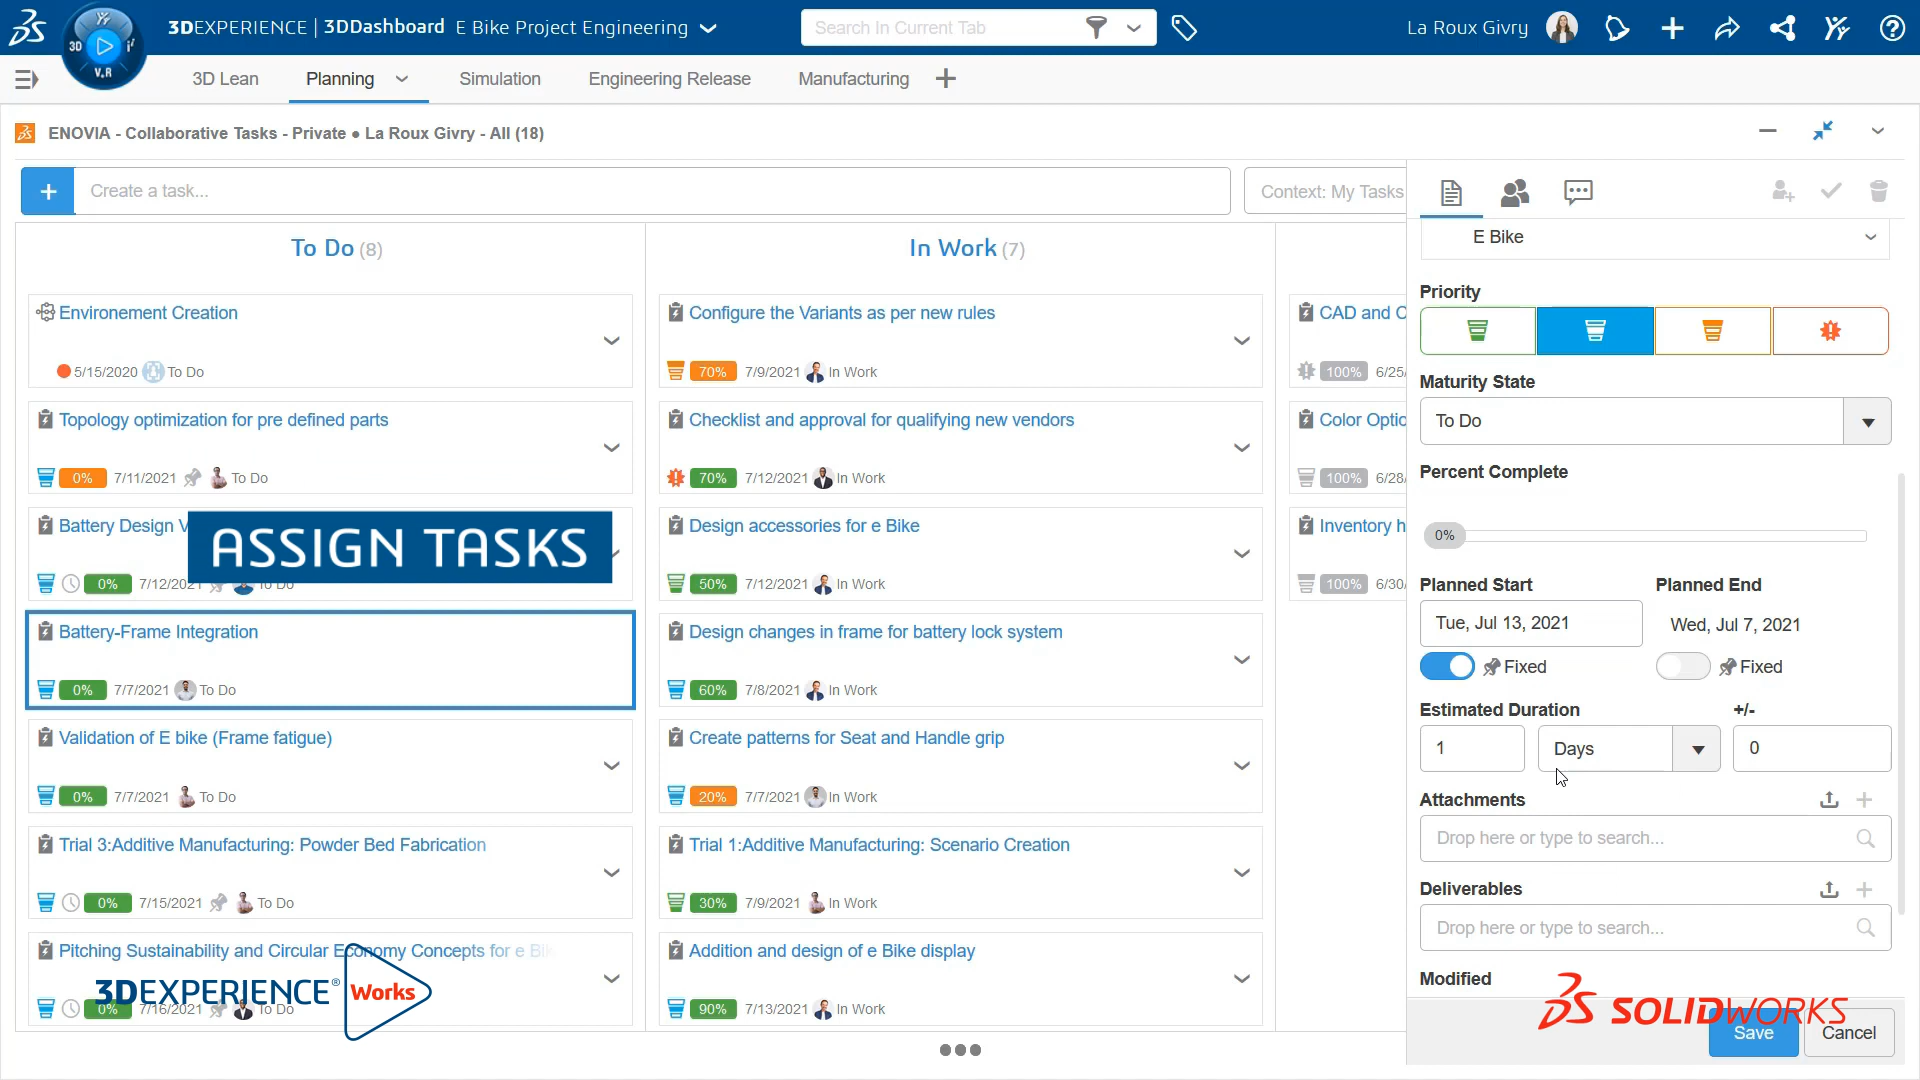 3DEXPERIENCE | 3DDashboard E Bike Project Engineering
Search In Current Tab
La Roux Givry
3D
V.R
3D Lean
Planning
Simulation
Engineering Release
Manufacturing
ENOVIA - Collaborative Tasks - Private ● La Roux Givry - All (18)
Create a task...
Context: My Tasks
To Do (8)
Environement Creation
5/15/2020 To Do
Topology optimization for pre defined parts
0% 7/11/2021 To Do
Battery Design V
0% 7/12/2021 To Do
ASSIGN TASKS
Battery-Frame Integration
0% 7/7/2021 To Do
Validation of E bike (Frame fatigue)
0% 7/7/2021 To Do
Trial 3:Additive Manufacturing: Powder Bed Fabrication
0% 7/15/2021 To Do
Pitching Sustainability and Circular Economy Concepts for e Bik
0% 7/16/2021 To Do
3DEXPERIENCE® Works
In Work (7)
Configure the Variants as per new rules
70% 7/9/2021 In Work
Checklist and approval for qualifying new vendors
70% 7/12/2021 In Work
Design accessories for e Bike
50% 7/12/2021 In Work
Design changes in frame for battery lock system
60% 7/8/2021 In Work
Create patterns for Seat and Handle grip
20% 7/7/2021 In Work
Trial 1:Additive Manufacturing: Scenario Creation
30% 7/9/2021 In Work
Addition and design of e Bike display
90% 7/13/2021 In Work
CAD and C
100% 6/25/
Color Optio
100% 6/28/
Inventory h
100% 6/30/
E Bike
Priority
Maturity State
To Do
Percent Complete
0%
Planned Start
Planned End
Tue, Jul 13, 2021
Wed, Jul 7, 2021
Fixed
Fixed
Estimated Duration
+/-
1
Days
0
Attachments
Drop here or type to search...
Deliverables
Drop here or type to search...
Modified
SOLIDWORKS
Save
Cancel